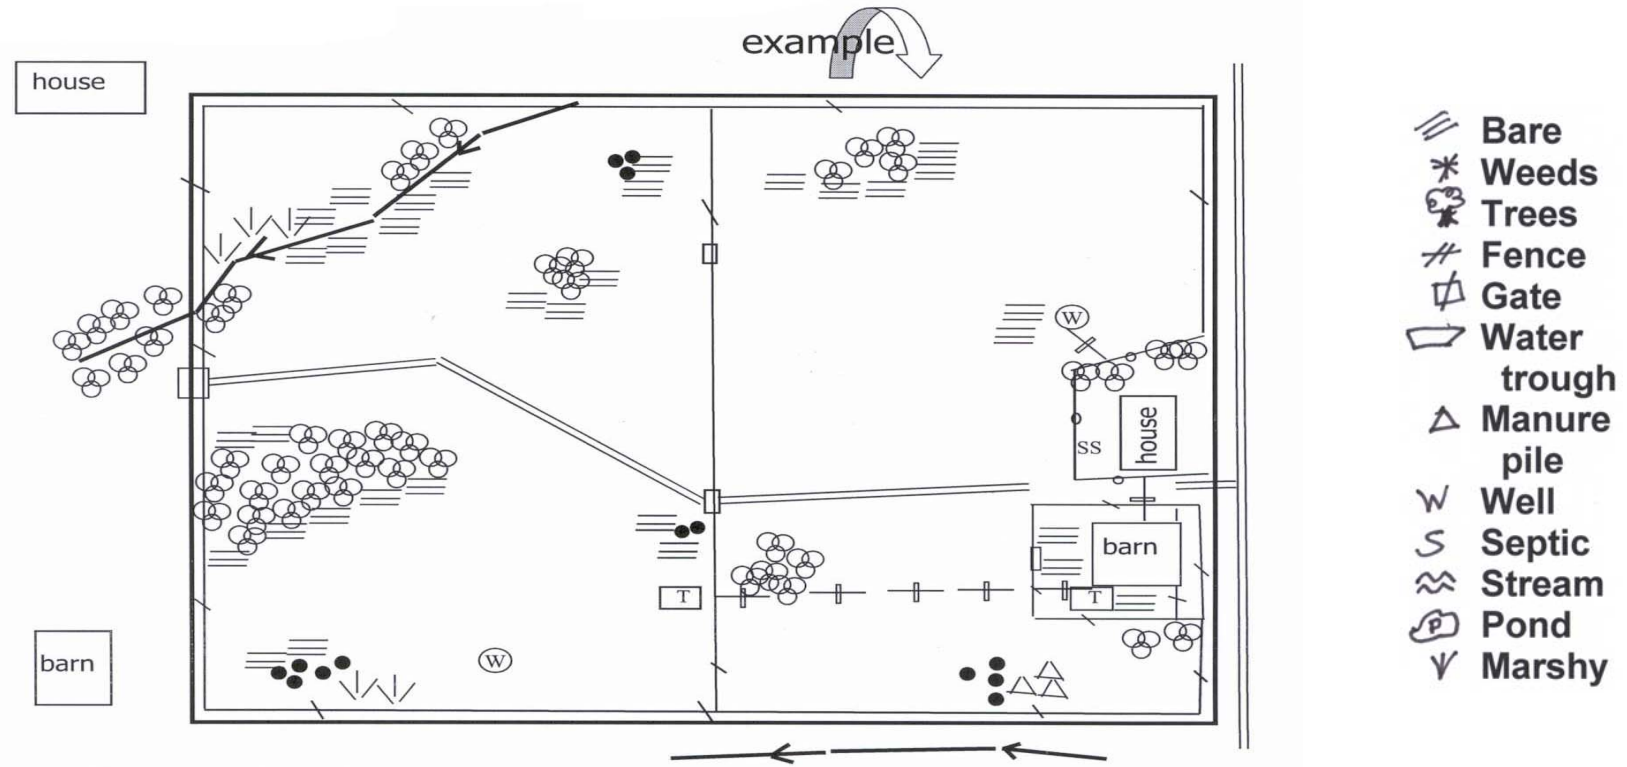 example
house
W
house
SS
barn
T
T
barn
W
Bare
Weeds
Trees
Fence
Gate
Water
trough
Manure
pile
W Well
S Septic
Stream
P Pond
Marshy